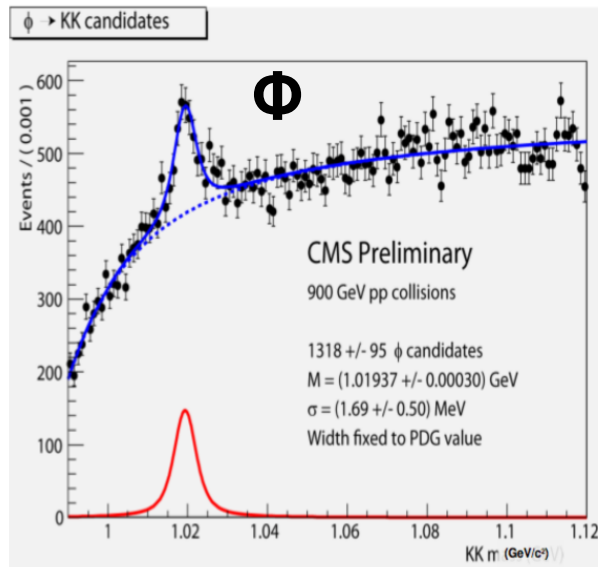 ϕ → KK candidates
Φ
Events / ( 0.001 )
600
500
400
300
200
100
0
CMS Preliminary
900 GeV pp collisions
1318 +/- 95 ϕ candidates
M = (1.01937 +/- 0.00030) GeV
σ = (1.69 +/- 0.50) MeV
Width fixed to PDG value
1 1.02 1.04 1.06 1.08 1.1 1.12
KK m (GeV/c²)